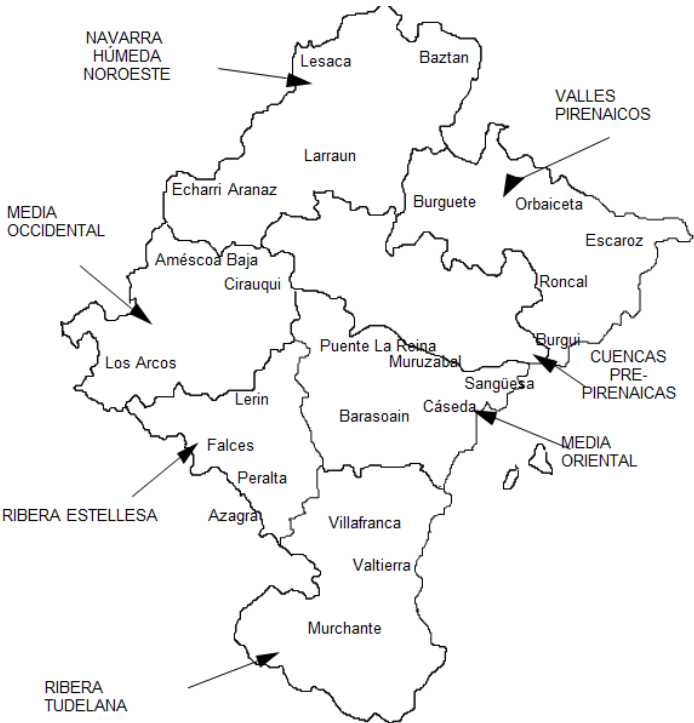 NAVARRA
HÚMEDA
NOROESTE
Lesaca
Baztan
VALLES
PIRENAICOS
Larraun
Echarri Aranaz
Burguete
Orbaiceta
MEDIA
OCCIDENTAL
Escaroz
Améscoa Baja
Cirauqui
Roncal
Puente La Reina
Burgui
Muruzábal
Los Arcos
CUENCAS
PRE-
PIRENAICAS
Sangüesa
Lerin
Cáseda
Barasoain
MEDIA
ORIENTAL
Falces
Peralta
RIBERA ESTELLESA
Azagra
Villafranca
Valtierra
Murchante
RIBERA
TUDELANA